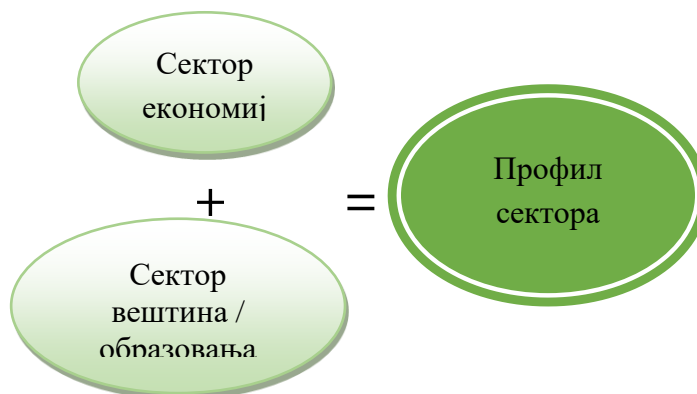 Сектор
економиј
+
=
Профил
сектора
Сектор
вештина /
образовања